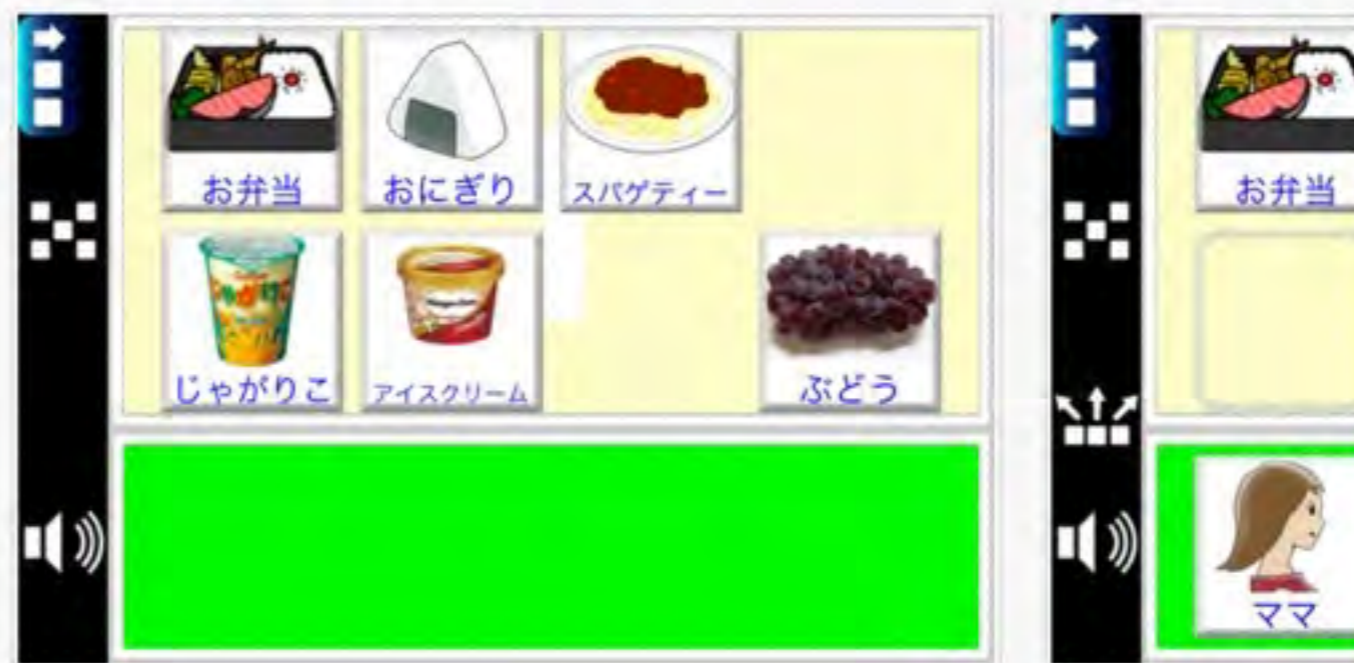 お弁当
おにぎり
スパゲティー
じゃがりこ
アイスクリーム
ぶどう
お弁当
ママ